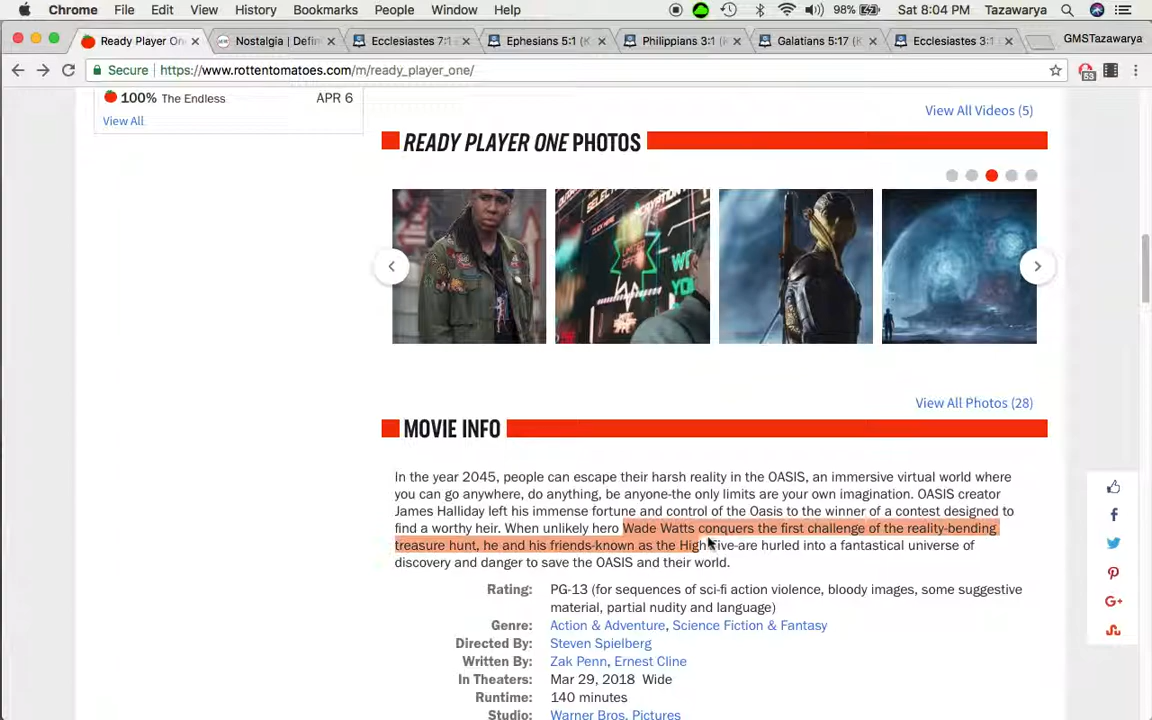 Chrome File Edit View History Bookmarks People Window Help 98% Sat 8:04 PM Tazawarya
Ready Player On Nostalgia | Defin Ecclesiastes 7:1 Ephesians 5:1 (K Philippians 3:1 (K Galatians 5:17 (K Ecclesiastes 3:1 GMSTazawarya
Secure https://www.rottentomatoes.com/m/ready_player_one/ 53
100% The Endless APR 6
View All
View All Videos (5)
READY PLAYER ONE PHOTOS
View All Photos (28)
MOVIE INFO
In the year 2045, people can escape their harsh reality in the OASIS, an immersive virtual world where
you can go anywhere, do anything, be anyone-the only limits are your own imagination. OASIS creator
James Halliday left his immense fortune and control of the Oasis to the winner of a contest designed to
find a worthy heir. When unlikely hero Wade Watts conquers the first challenge of the reality-bending
treasure hunt, he and his friends-known as the High Five-are hurled into a fantastical universe of
discovery and danger to save the OASIS and their world.
Rating: PG-13 (for sequences of sci-fi action violence, bloody images, some suggestive
material, partial nudity and language)
Genre: Action & Adventure, Science Fiction & Fantasy
Directed By: Steven Spielberg
Written By: Zak Penn, Ernest Cline
In Theaters: Mar 29, 2018 Wide
Runtime: 140 minutes
Studio: Warner Bros. Pictures